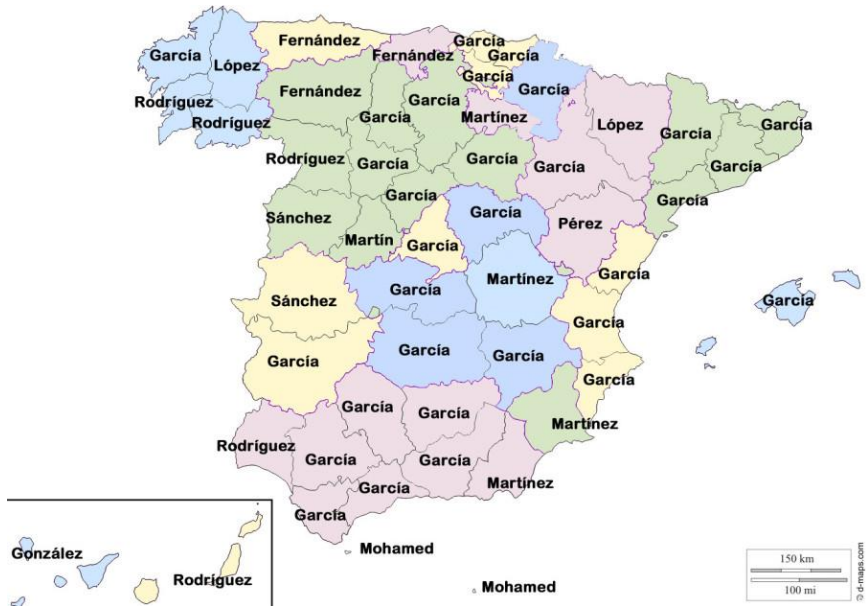 García
López
Rodríguez
Rodríguez
Fernández
Fernández
García
García
García
García
Fernández
García
García
Martínez
López
García
García
García
García
García
Rodríguez
García
García
García
Pérez
Sánchez
Martín
García
García
García
García
Martínez
García
García
Sánchez
García
García
García
García
García
Martínez
García
García
Rodríguez
García
García
Martínez
García
García
González
Rodríguez
Mohamed
Mohamed
150 km
100 mi
© d-maps.com